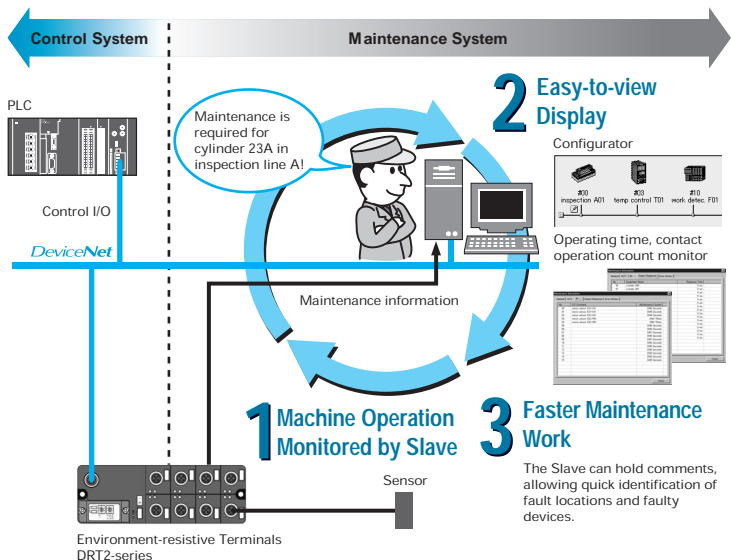 Control System
Maintenance System
PLC
Maintenance is
required for
cylinder 23A in
inspection line A!
2 Easy-to-view
Display
Configurator
#00
inspection A01
#03
temp control T01
#10
work detec. F01
Control I/O
DeviceNet
Operating time, contact
operation count monitor
Maintenance information
1 Machine Operation
Monitored by Slave
3 Faster Maintenance
Work
The Slave can hold comments,
allowing quick identification of
fault locations and faulty
devices.
Sensor
Environment-resistive Terminals
DRT2-series